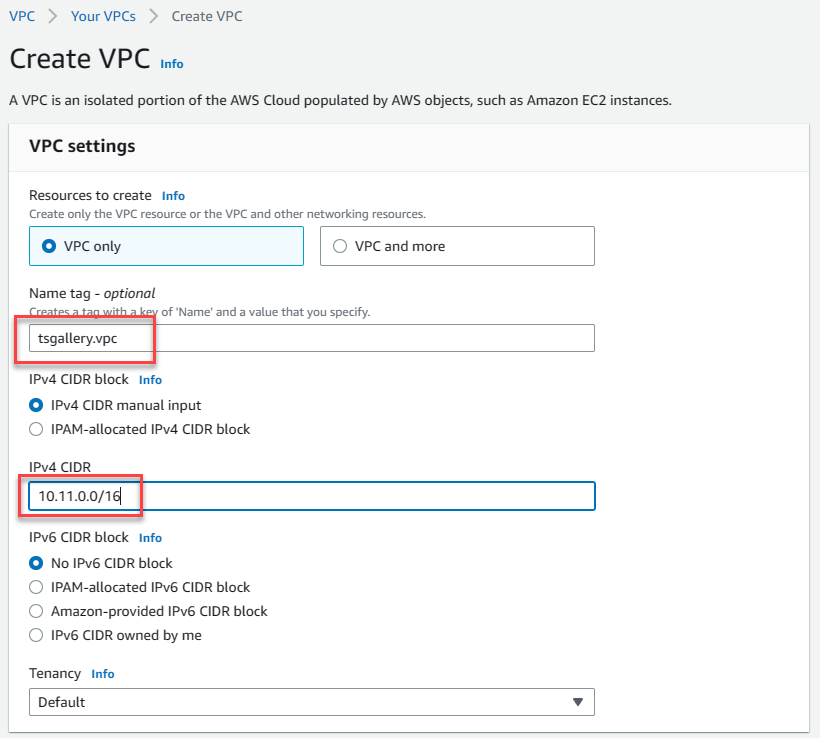 VPC > Your VPCs > Create VPC
Create VPC Info
A VPC is an isolated portion of the AWS Cloud populated by AWS objects, such as Amazon EC2 instances.
VPC settings
Resources to create Info
Create only the VPC resource or the VPC and other networking resources.
VPC only VPC and more
Name tag - optional
Creates a tag with a key of 'Name' and a value that you specify.
tsgallery.vpc
IPv4 CIDR block Info
IPv4 CIDR manual input
IPAM-allocated IPv4 CIDR block
IPv4 CIDR
10.11.0.0/16
IPv6 CIDR block Info
No IPv6 CIDR block
IPAM-allocated IPv6 CIDR block
Amazon-provided IPv6 CIDR block
IPv6 CIDR owned by me
Tenancy Info
Default